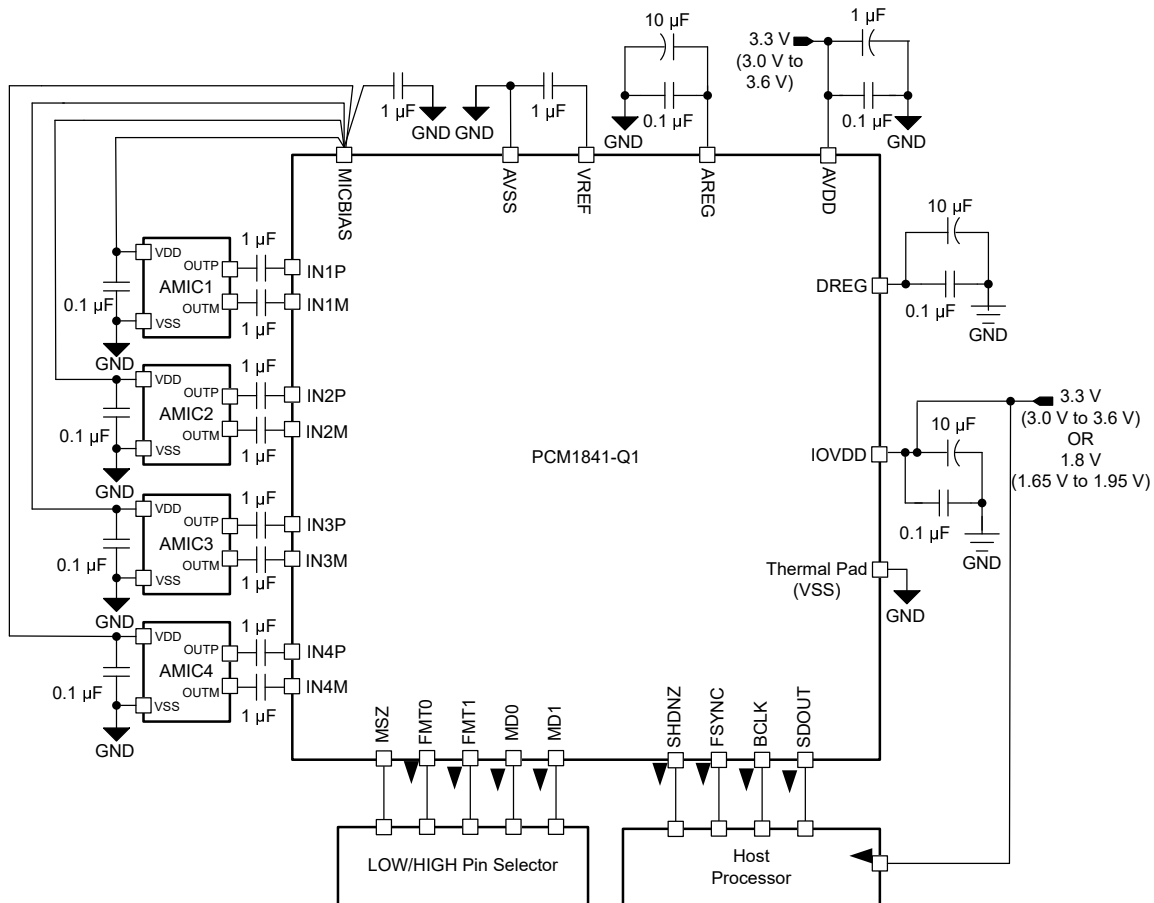 10 µF
0.1 µF
GND
3.3 V
(3.0 V to
3.6 V)
1 µF
0.1 µF
GND
1 µF
GND
GND
1 µF
MICBIAS
AVSS
VREF
AREG
AVDD
VDD
OUTP
AMIC1
OUTM
VSS
0.1 µF
GND
1 µF
1 µF
IN1P
IN1M
VDD
OUTP
AMIC2
OUTM
VSS
0.1 µF
GND
1 µF
1 µF
IN2P
IN2M
VDD
OUTP
AMIC3
OUTM
VSS
0.1 µF
GND
1 µF
1 µF
IN3P
IN3M
VDD
OUTP
AMIC4
OUTM
VSS
0.1 µF
GND
1 µF
1 µF
IN4P
IN4M
PCM1841-Q1
DREG
10 µF
0.1 µF
GND
IOVDD
10 µF
0.1 µF
GND
3.3 V
(3.0 V to 3.6 V)
OR
1.8 V
(1.65 V to 1.95 V)
Thermal Pad
(VSS)
GND
MSZ
FMT0
FMT1
MD0
MD1
SHDNZ
FSYNC
BCLK
SDOUT
LOW/HIGH Pin Selector
Host
Processor